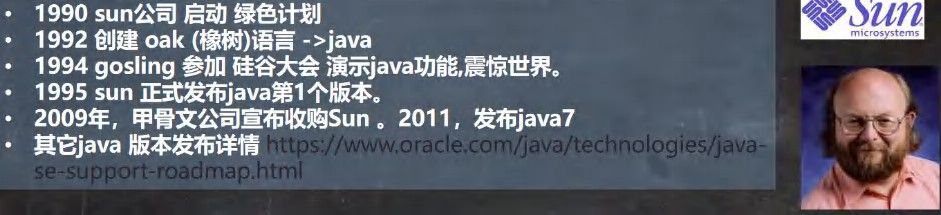 1990 sun公司 启动 绿色计划
1992 创建 oak (橡树)语言 ->java
1994 gosling 参加 硅谷大会 演示java功能,震惊世界。
1995 sun 正式发布java第1个版本。
2009年，甲骨文公司宣布收购Sun 。2011，发布java7
其它java 版本发布详情 https://www.oracle.com/java/technologies/java-
se-support-roadmap.html
Sun
microsystems